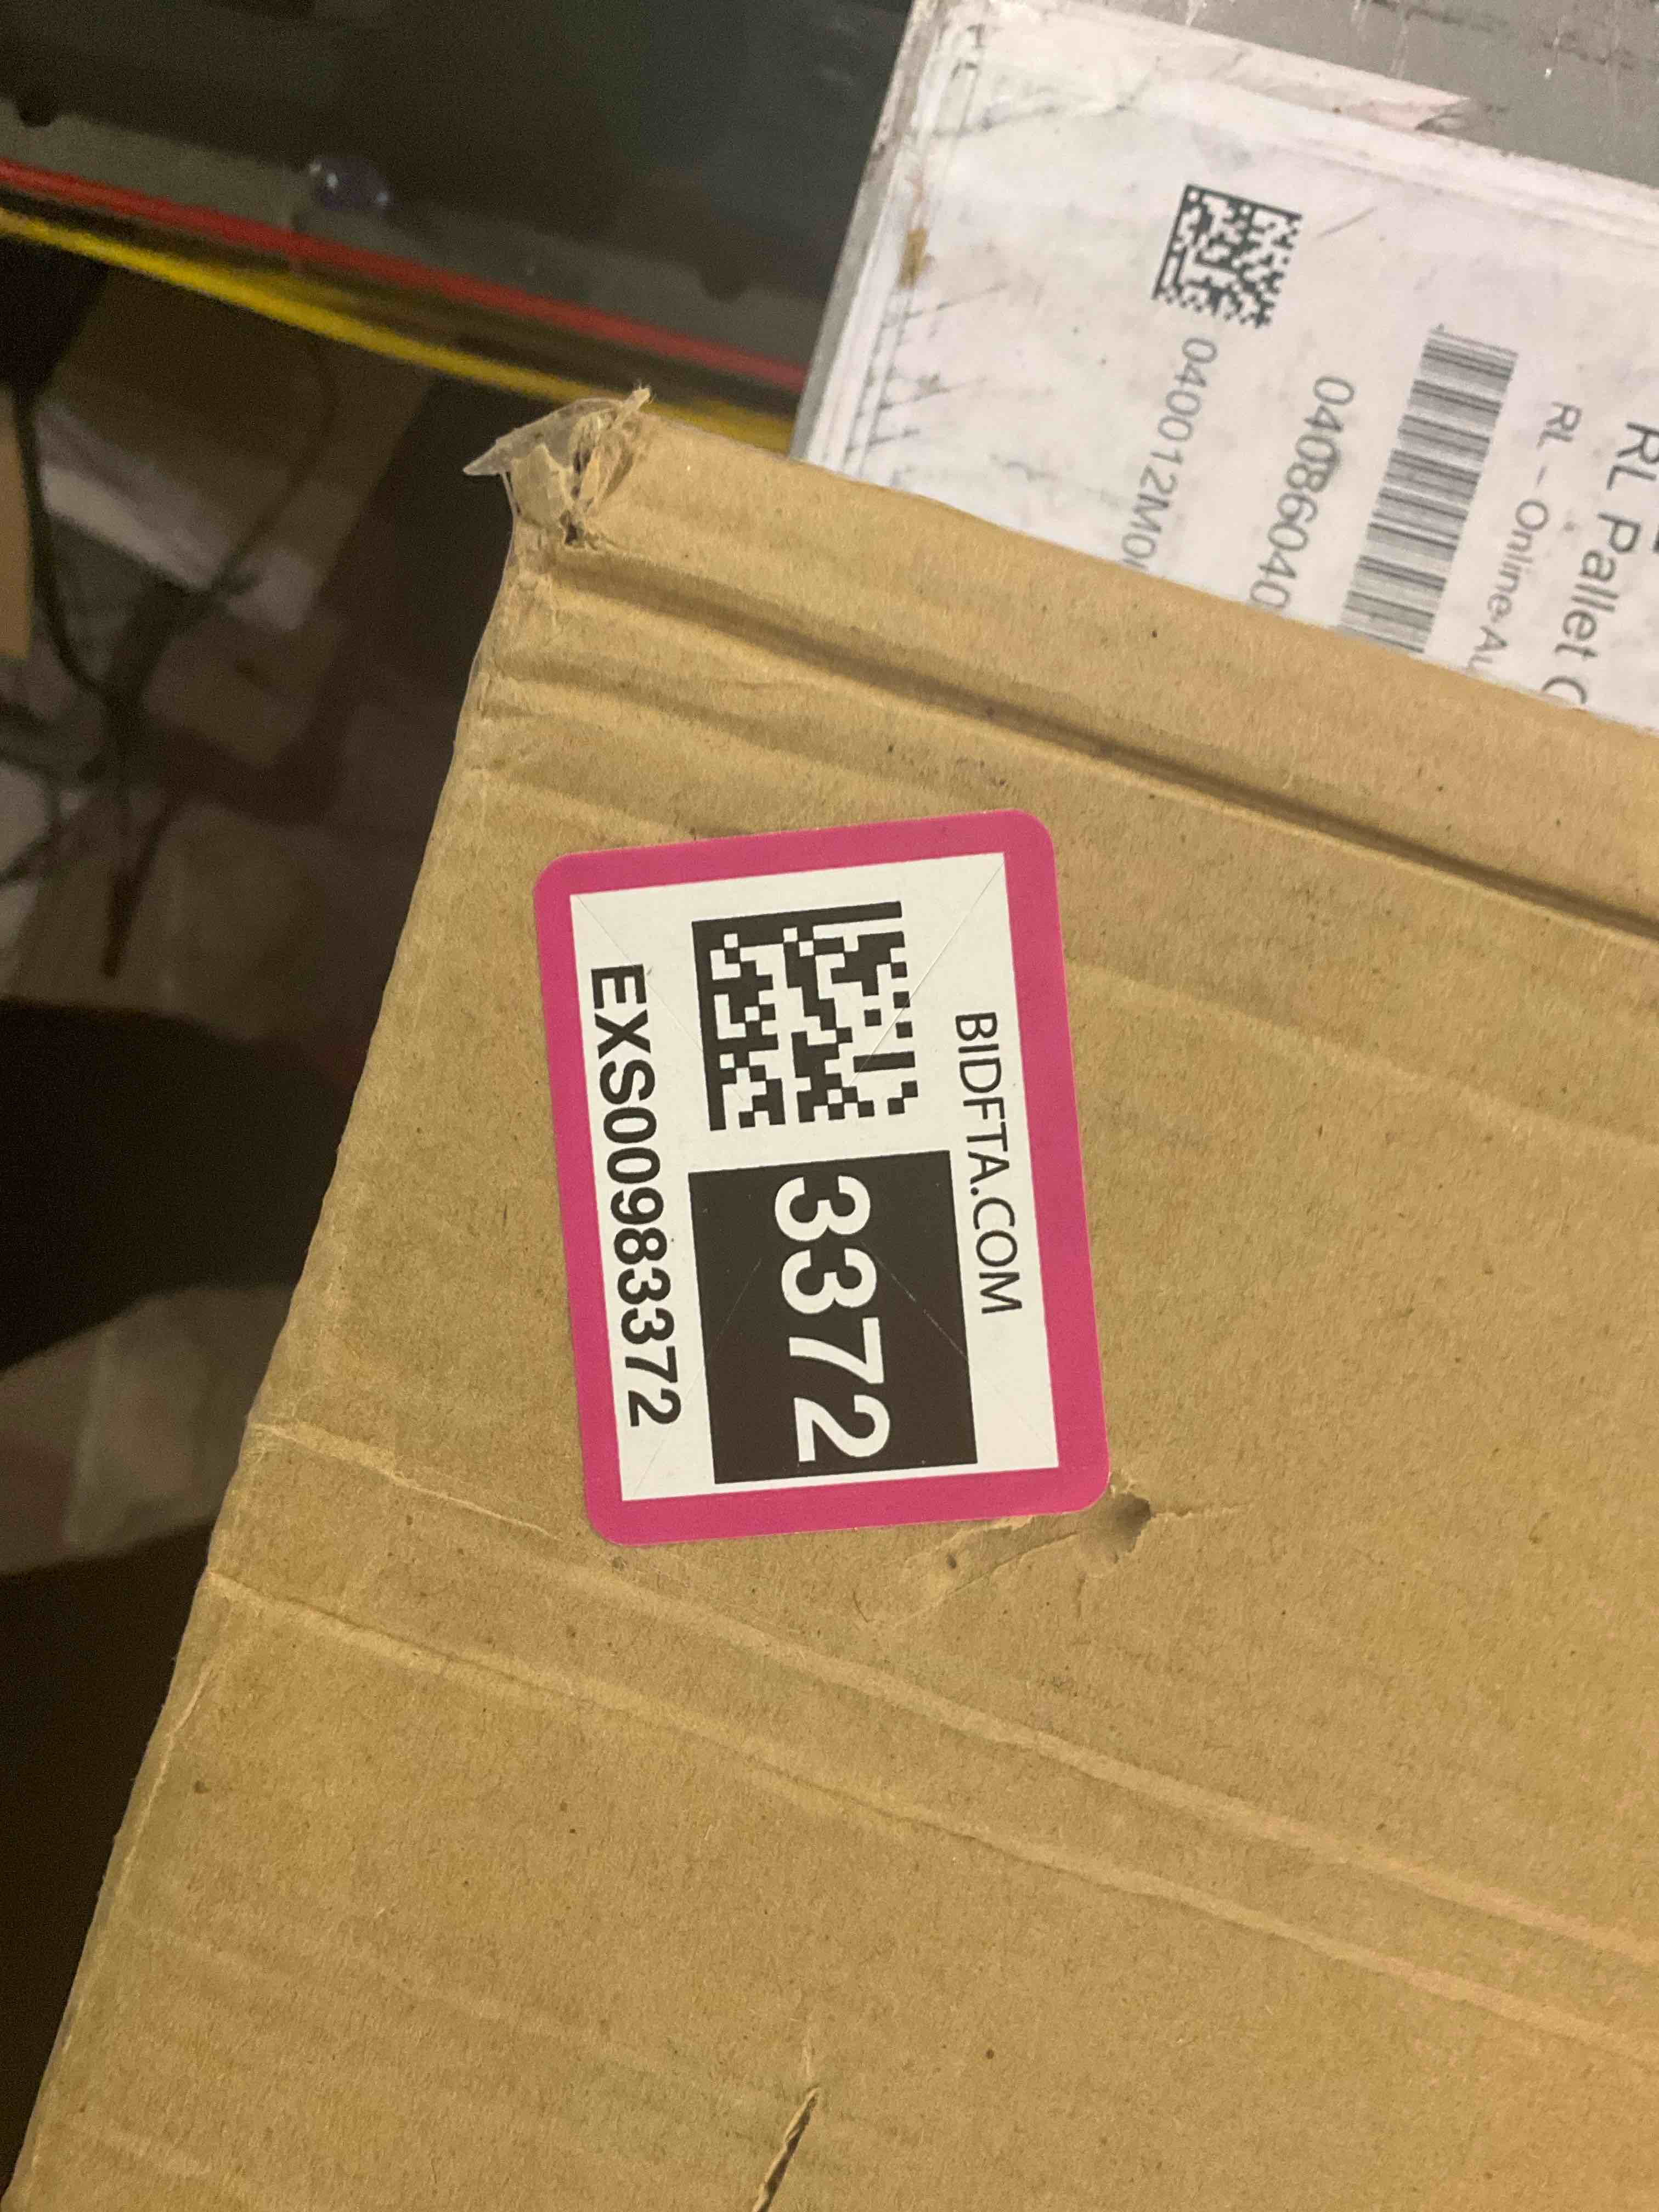 BIDFTA.COM
3372
EXS00983372
RL Pallet
RL - Online
04086040
040012M0